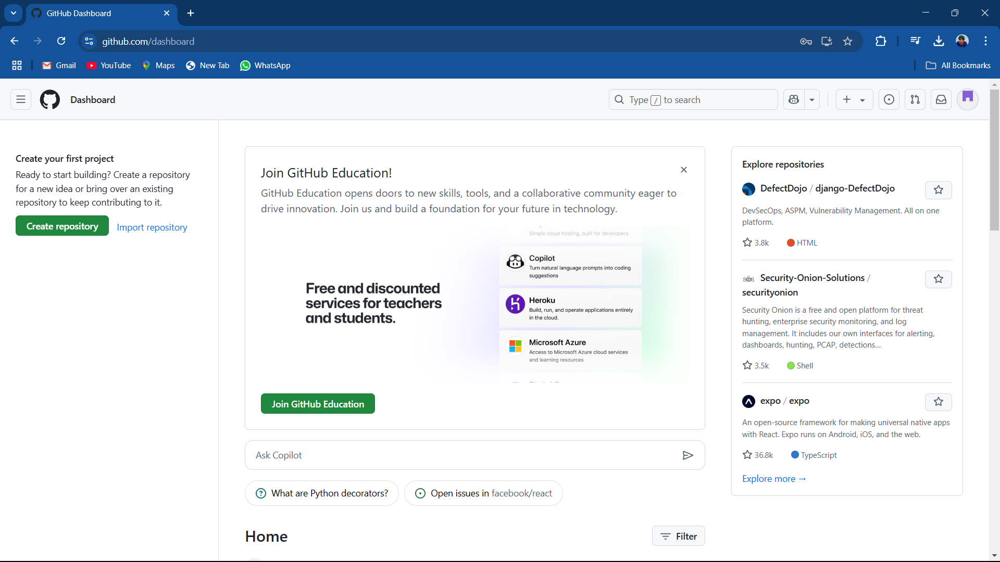 GitHub Dashboard
github.com/dashboard
Gmail
YouTube
Maps
New Tab
WhatsApp
All Bookmarks
Dashboard
Type / to search
Create your first project
Ready to start building? Create a repository
for a new idea or bring over an existing
repository to keep contributing to it.
Create repository
Import repository
Join GitHub Education!
GitHub Education opens doors to new skills, tools, and a collaborative community eager to
drive innovation. Join us and build a foundation for your future in technology.
Free and discounted
services for teachers
and students.
Simple cloud hosting, built for developers
Copilot
Turn natural language prompts into coding
suggestions
Heroku
Build, run, and operate applications entirely
in the cloud.
Microsoft Azure
Access to Microsoft Azure cloud services
and learning resources
Join GitHub Education
Ask Copilot
What are Python decorators?
Open issues in facebook/react
Home
Filter
Explore repositories
DefectDojo / django-DefectDojo
DevSecOps, ASPM, Vulnerability Management. All on one
platform.
3.8k
HTML
Security-Onion-Solutions /
securityonion
Security Onion is a free and open platform for threat
hunting, enterprise security monitoring, and log
management. It includes our own interfaces for alerting,
dashboards, hunting, PCAP, detections...
3.5k
Shell
expo / expo
An open-source framework for making universal native apps
with React. Expo runs on Android, iOS, and the web.
36.8k
TypeScript
Explore more →